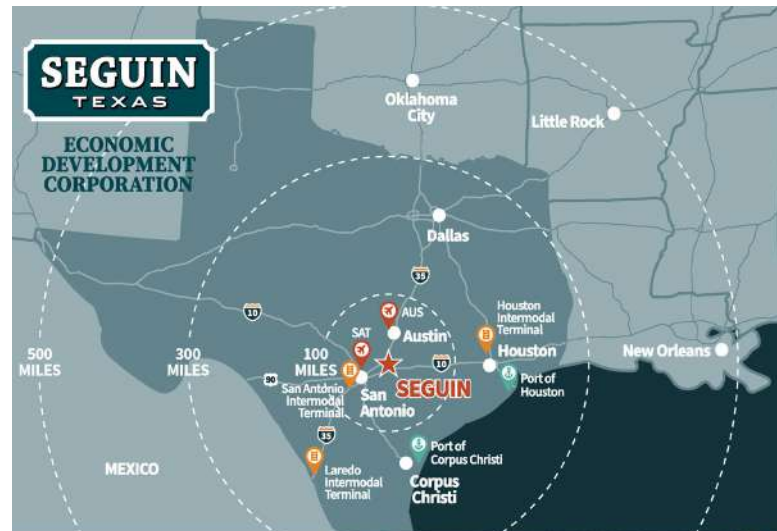 SEGUIN
TEXAS
ECONOMIC
DEVELOPMENT
CORPORATION
Oklahoma
City
Little Rock
Dallas
35
10
AUS
SAT
Austin
Houston
Intermodal
Terminal
500
MILES
300
MILES
100
MILES
10
Houston
New Orleans
90
SEGUIN
San Antonio
Intermodal
Terminal
San
Antonio
Port of
Houston
35
MEXICO
Laredo
Intermodal
Terminal
Port of
Corpus Christi
Corpus
Christi